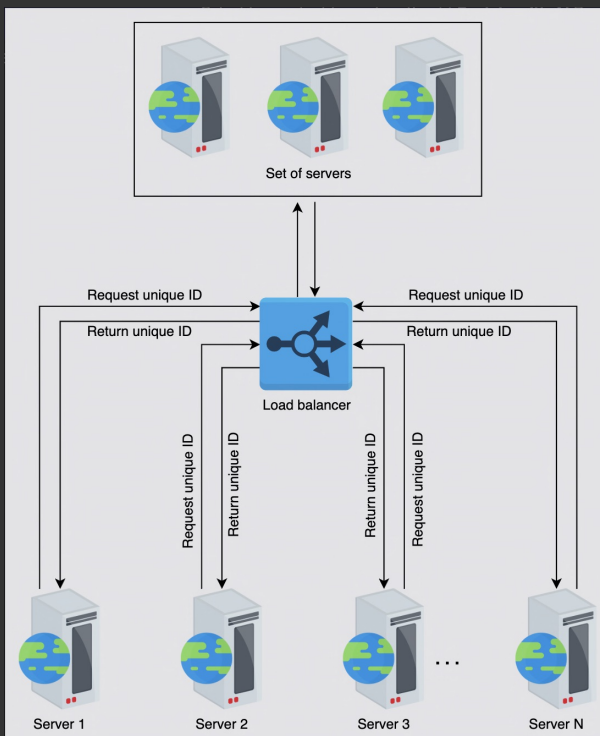 Set of servers
Request unique ID
Request unique ID
Return unique ID
Return unique ID
Load balancer
Request unique ID
Return unique ID
Return unique ID
Request unique ID
...
Server 1
Server 2
Server 3
Server N